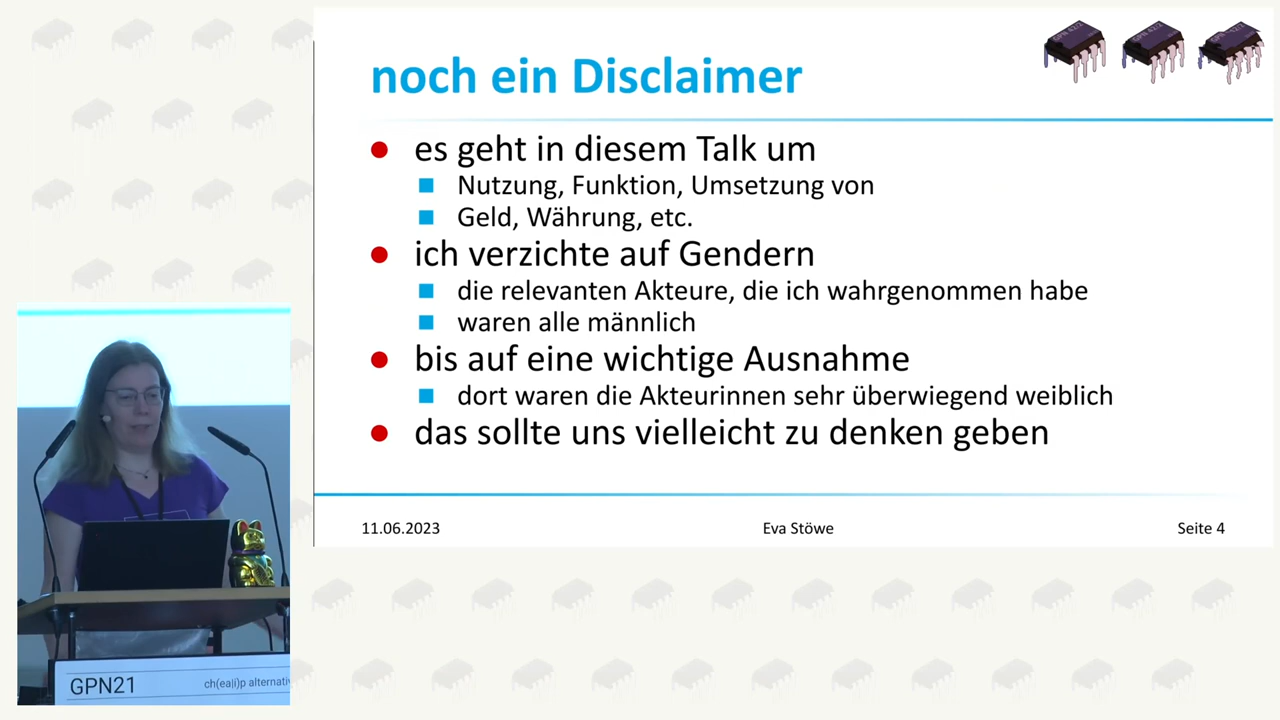 noch ein Disclaimer
es geht in diesem Talk um
Nutzung, Funktion, Umsetzung von
Geld, Währung, etc.
ich verzichte auf Gendern
die relevanten Akteure, die ich wahrgenommen habe
waren alle männlich
bis auf eine wichtige Ausnahme
dort waren die Akteurinnen sehr überwiegend weiblich
das sollte uns vielleicht zu denken geben
11.06.2023
Eva Stöwe
Seite 4
GPN21
ch(ea|i)p alternativ